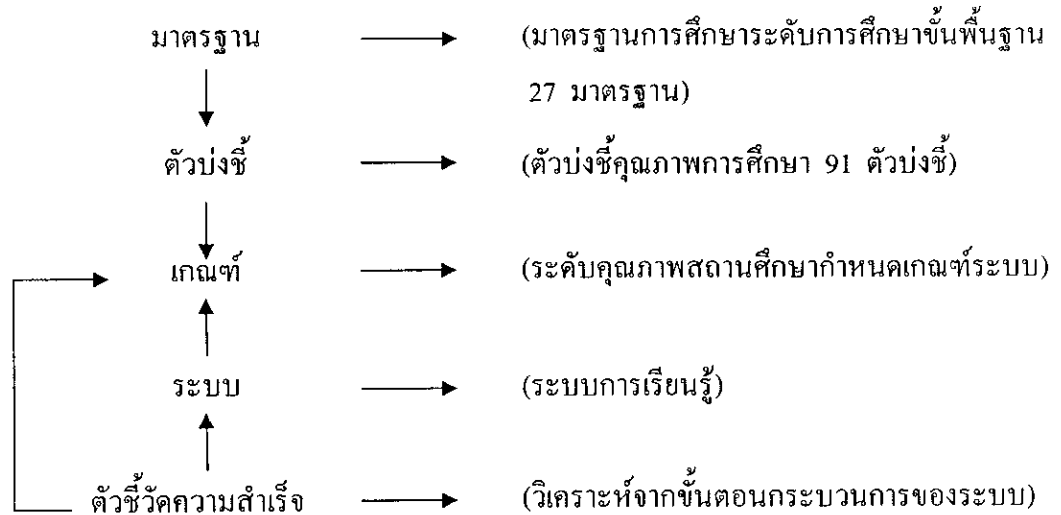 มาตรฐาน (มาตรฐานการศึกษาระดับการศึกษาขั้นพื้นฐาน
27 มาตรฐาน)
ตัวบ่งชี้ (ตัวบ่งชี้คุณภาพการศึกษา 91 ตัวบ่งชี้)
เกณฑ์ (ระดับคุณภาพสถานศึกษากำหนดเกณฑ์ระบบ)
ระบบ (ระบบการเรียนรู้)
ตัวชี้วัดความสำเร็จ (วิเคราะห์จากขั้นตอนกระบวนการของระบบ)